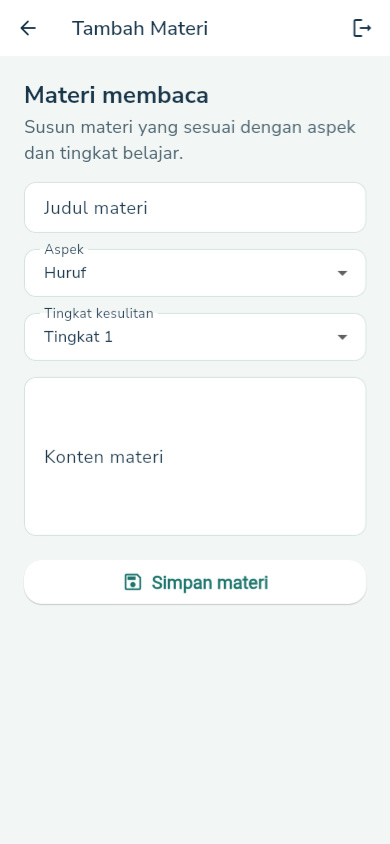 Tambah Materi
Materi membaca
Susun materi yang sesuai dengan aspek
dan tingkat belajar.
Judul materi
Aspek
Huruf
Tingkat kesulitan
Tingkat 1
Konten materi
Simpan materi